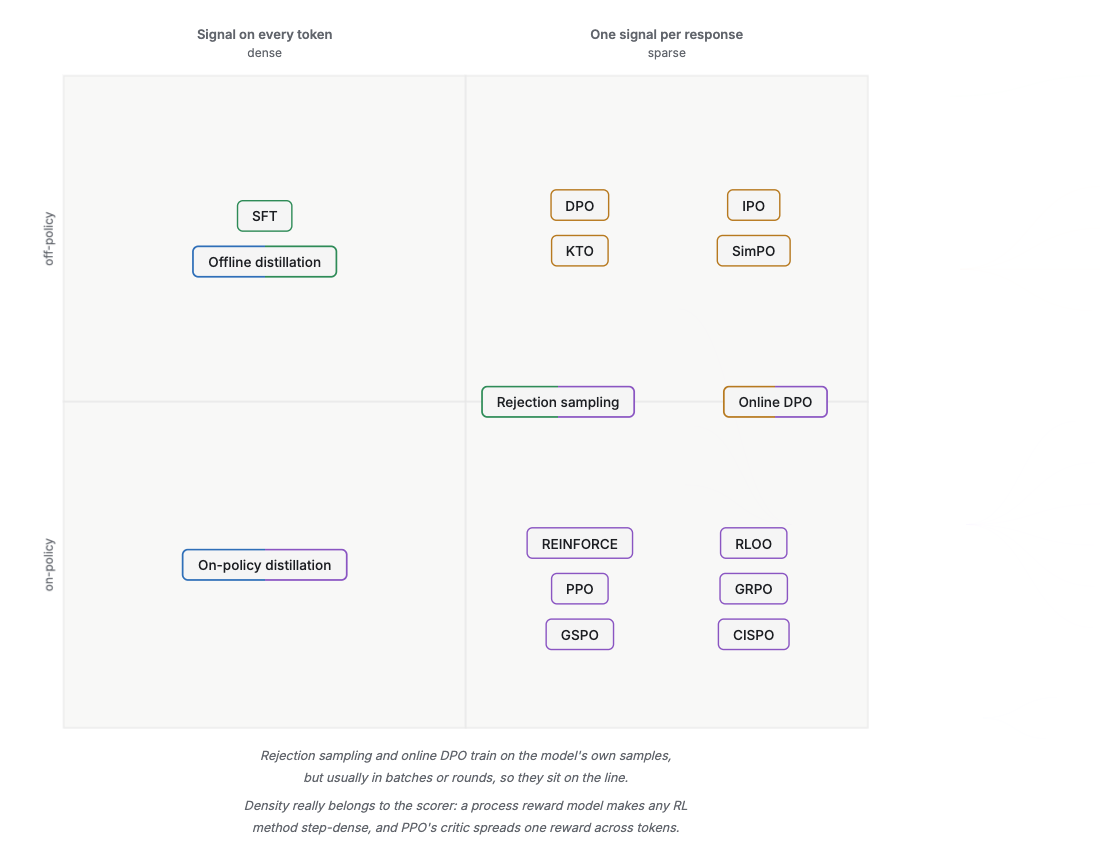 Signal on every token
dense
One signal per response
sparse
off-policy
SFT
Offline distillation
DPO
IPO
KTO
SimPO
Rejection sampling
Online DPO
on-policy
On-policy distillation
REINFORCE
RLOO
PPO
GRPO
GSPO
CISPO
Rejection sampling and online DPO train on the model's own samples,
but usually in batches or rounds, so they sit on the line.
Density really belongs to the scorer: a process reward model makes any RL
method step-dense, and PPO's critic spreads one reward across tokens.